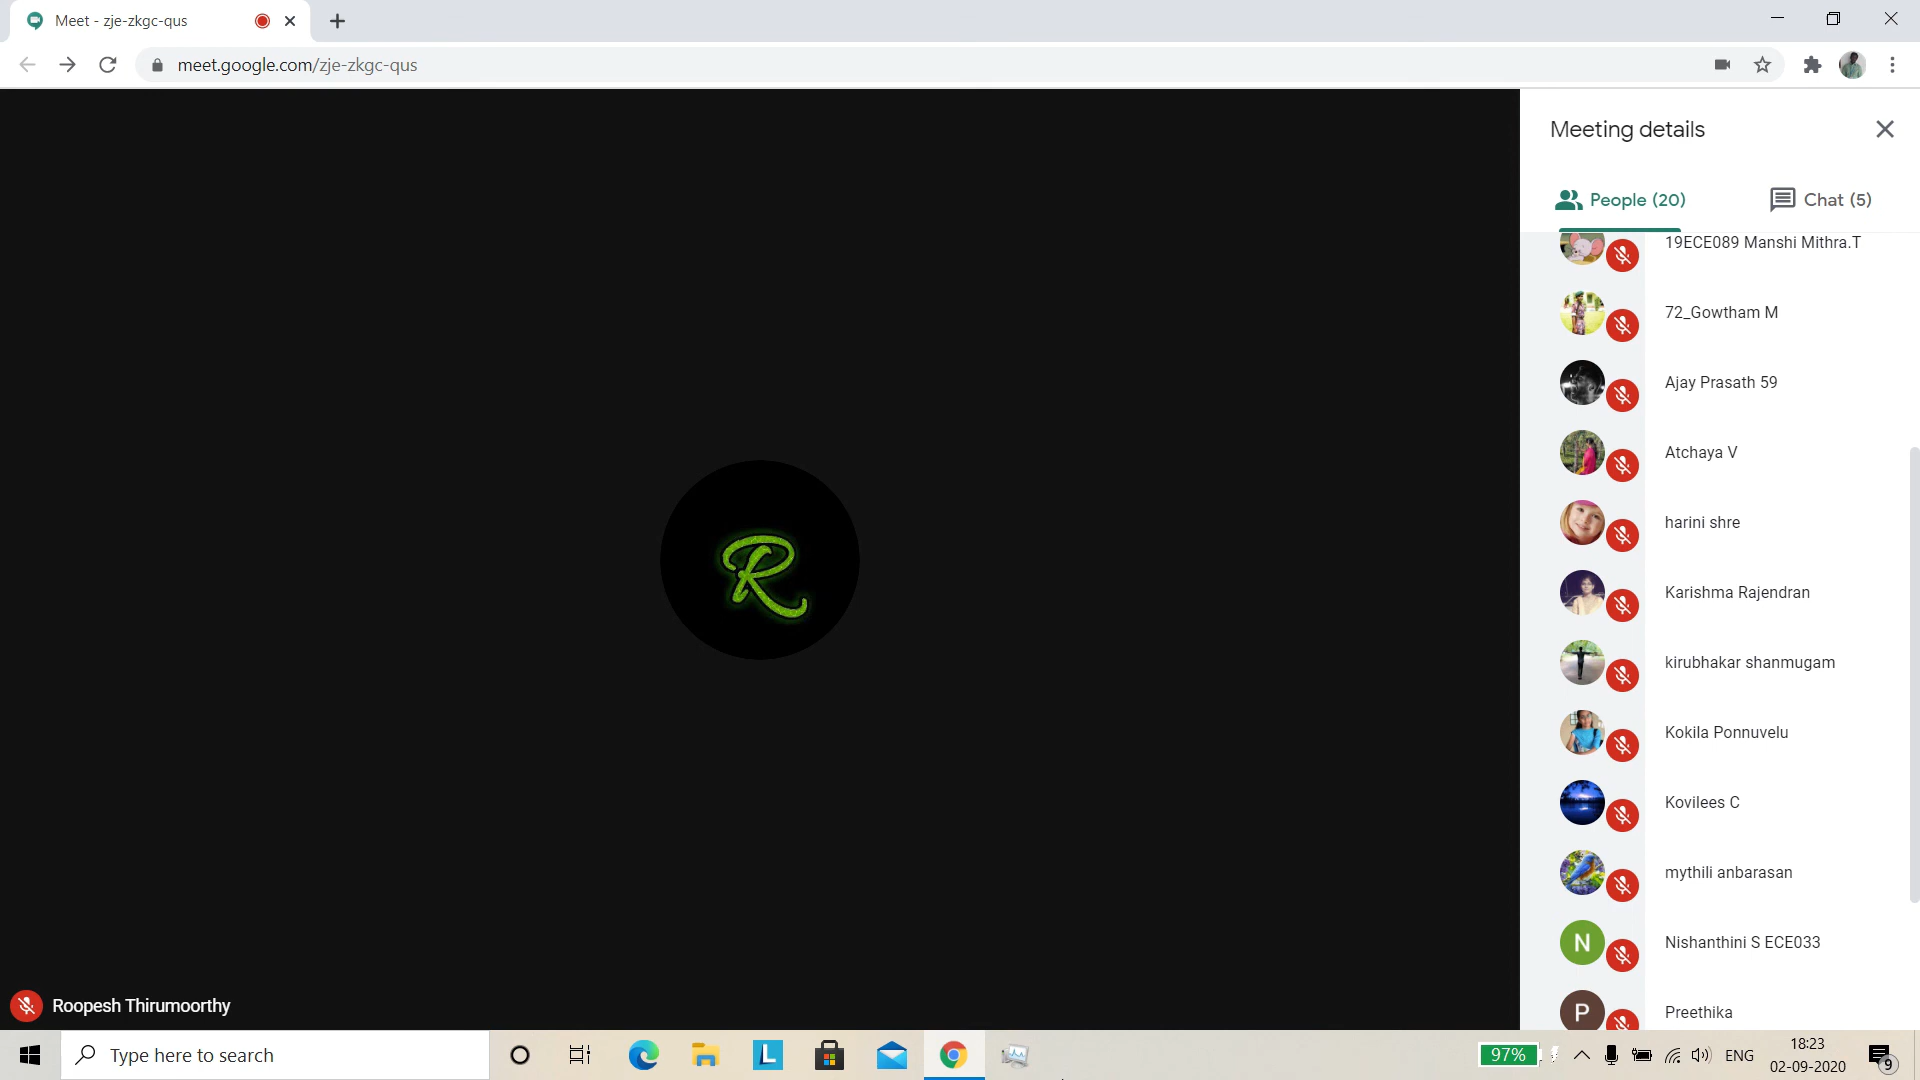 Meet - zje-zkgc-qus
meet.google.com/zje-zkgc-qus
Meeting details
People (20)
Chat (5)
19ECE089 Manshi Mithra.T
72_Gowtham M
Ajay Prasath 59
Atchaya V
harini shre
Karishma Rajendran
kirubhakar shanmugam
Kokila Ponnuvelu
Kovilees C
mythili anbarasan
N
Nishanthini S ECE033
P
Preethika
R
Roopesh Thirumoorthy
Type here to search
L
97%
ENG
18:23
02-09-2020
9